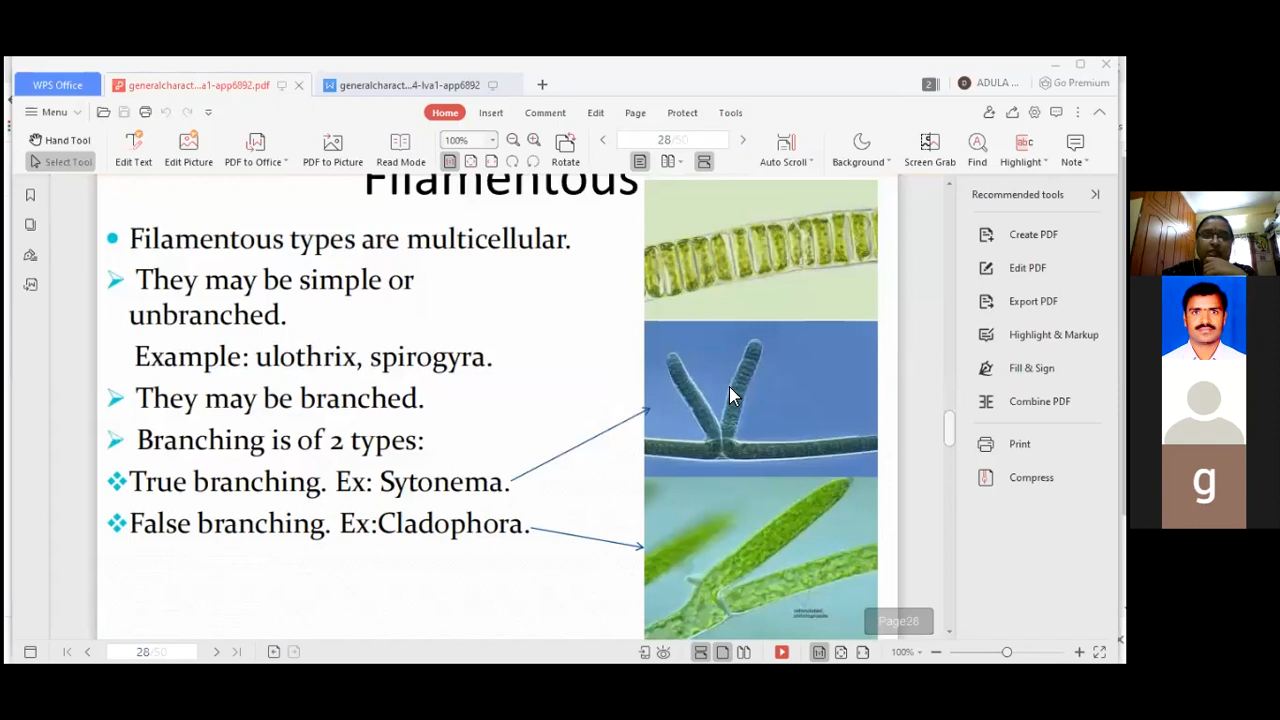 WPS Office
generalcharact...a1-app6892.pdf
generalcharact...4-lva1-app6892
2
ADULA ...
Go Premium
Menu
Home
Insert
Comment
Edit
Page
Protect
Tools
Hand Tool
Select Tool
Edit Text
Edit Picture
PDF to Office
PDF to Picture
Read Mode
100%
Rotate
28/50
Auto Scroll
Background
Screen Grab
Find
Highlight
Note
Filamentous
Filamentous types are multicellular.
They may be simple or
unbranched.
Example: ulothrix, spirogyra.
They may be branched.
Branching is of 2 types:
True branching. Ex: Sytonema.
False branching. Ex:Cladophora.
Page28
Recommended tools
Create PDF
Edit PDF
Export PDF
Highlight & Markup
Fill & Sign
Combine PDF
Print
Compress
28/50
100%
g